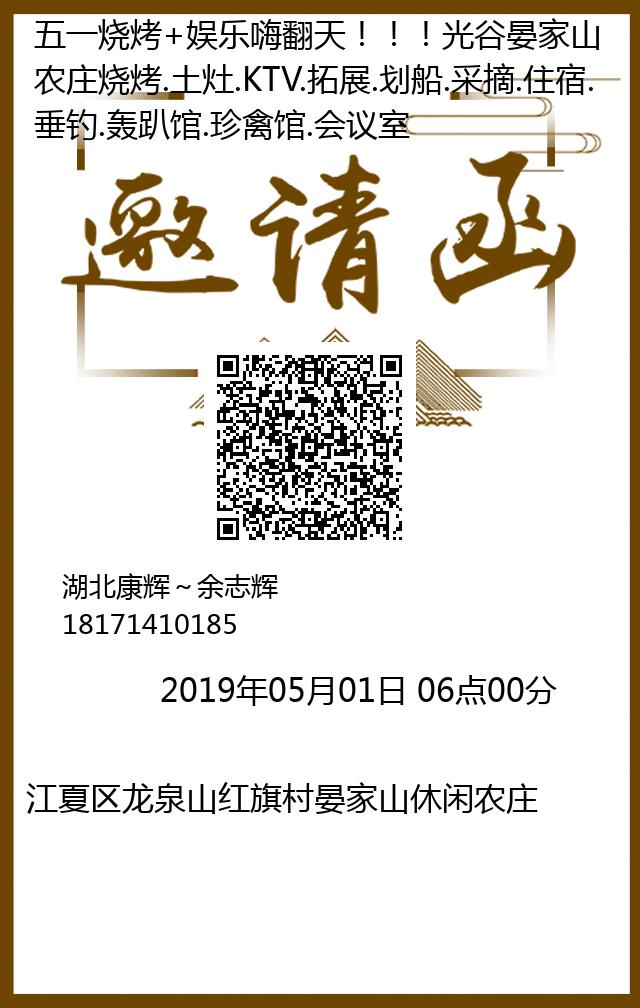 五一烧烤+娱乐嗨翻天！！！光谷晏家山
农庄烧烤.土灶.KTV.拓展.划船.采摘.住宿.
垂钓.轰趴馆.珍禽馆.会议室
邀请函
湖北康辉～余志辉
18171410185
2019年05月01日 06点00分
江夏区龙泉山红旗村晏家山休闲农庄